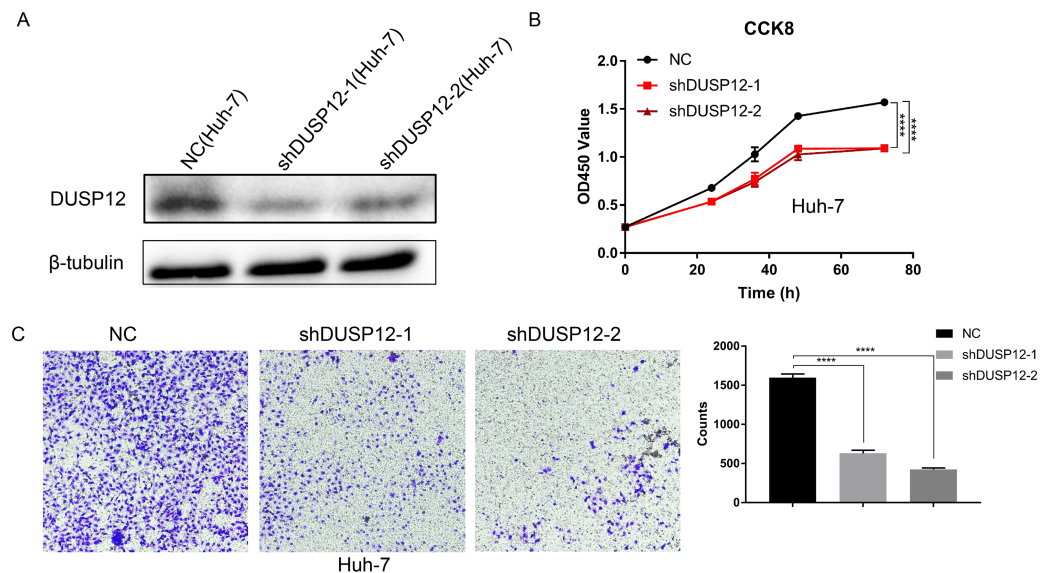 A
NC(Huh-7)
shDUSP12-1(Huh-7)
shDUSP12-2(Huh-7)
DUSP12
β-tubulin
B
CCK8
NC
shDUSP12-1
shDUSP12-2
OD450 Value
2.0
1.5
1.0
0.5
0.0
0
20
40
60
80
Time (h)
Huh-7
****
****
C
NC
shDUSP12-1
shDUSP12-2
Huh-7
NC
shDUSP12-1
shDUSP12-2
Counts
2000
1500
1000
500
0
****
****